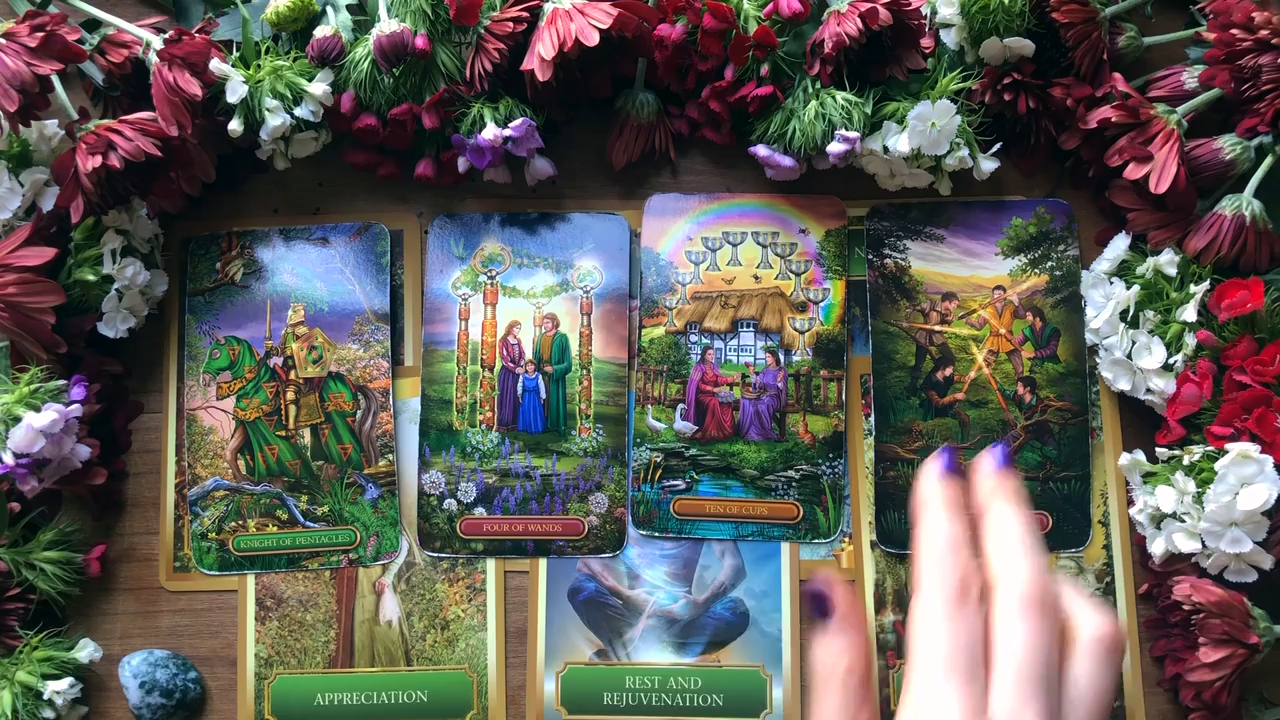 KNIGHT OF PENTACLES
FOUR OF WANDS
TEN OF CUPS
APPRECIATION
REST AND
REJUVENATION